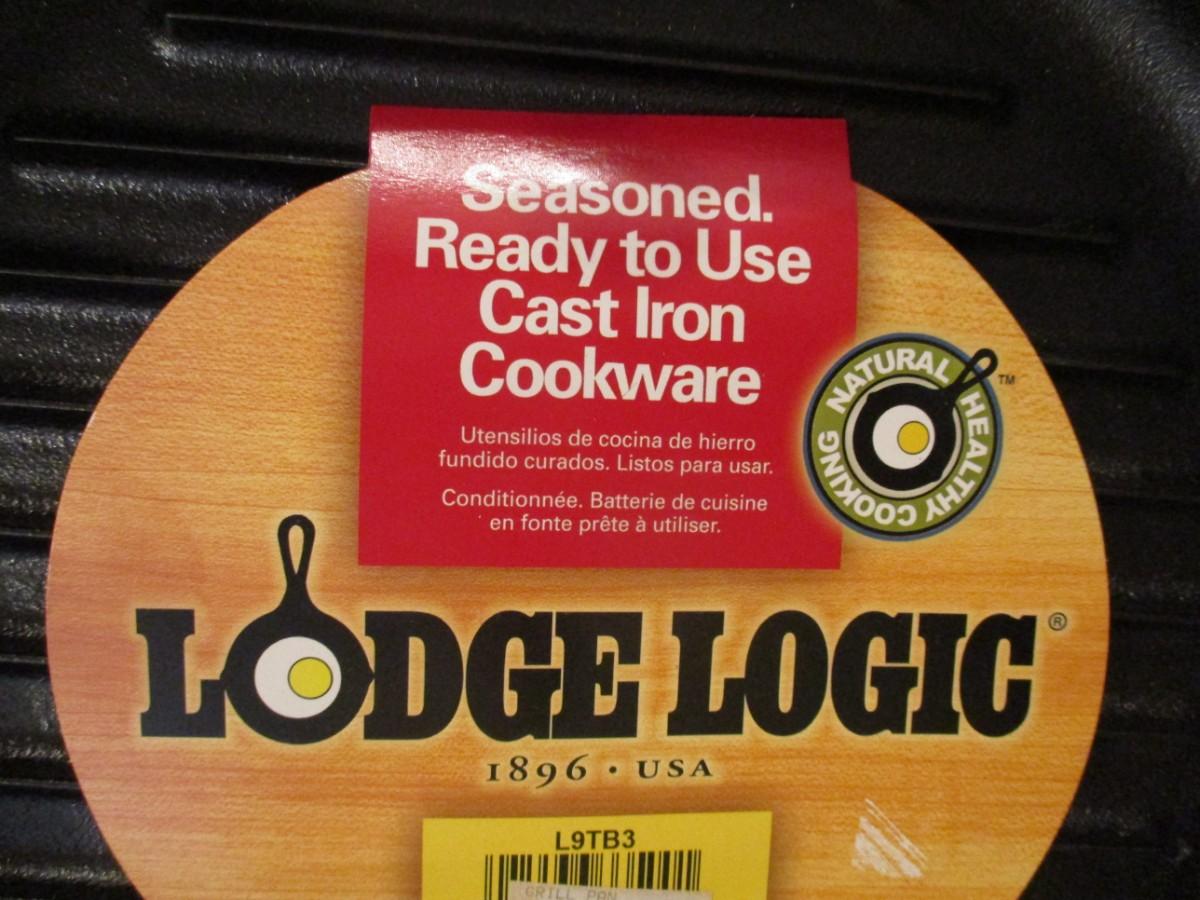 Seasoned.
Ready to Use
Cast Iron
Cookware
Utensilios de cocina de hierro
fundido curados. Listos para usar.
Conditionnée. Batterie de cuisine
en fonte prête à utiliser.
NATURAL HEALTHY COOKING ™
LODGE LOGIC ®
1896 · USA
L9TB3
GRILL PAN